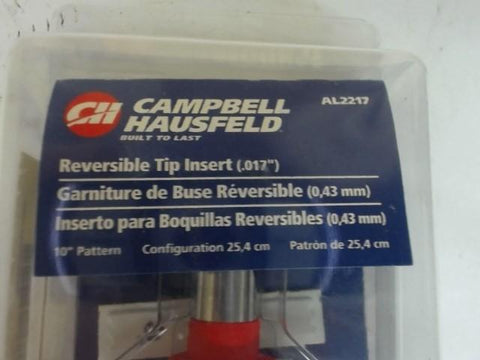 CH CAMPBELL
HAUSFELD
BUILT TO LAST
AL2217
Reversible Tip Insert (.017")
Garniture de Buse Réversible (0,43 mm)
Inserto para Boquillas Reversibles (0,43 mm)
10" Pattern Configuration 25,4 cm Patrón de 25,4 cm